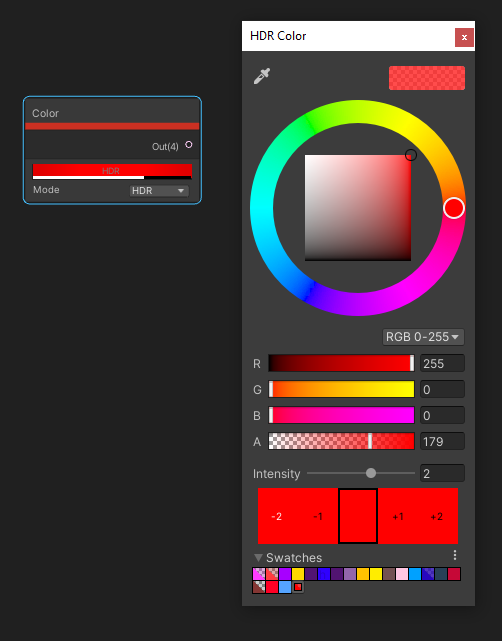 HDR Color
x
Color
Out(4)
HDR
Mode HDR
RGB 0-255
R 255
G 0
B 0
A 179
Intensity 2
-2 -1 +1 +2
Swatches